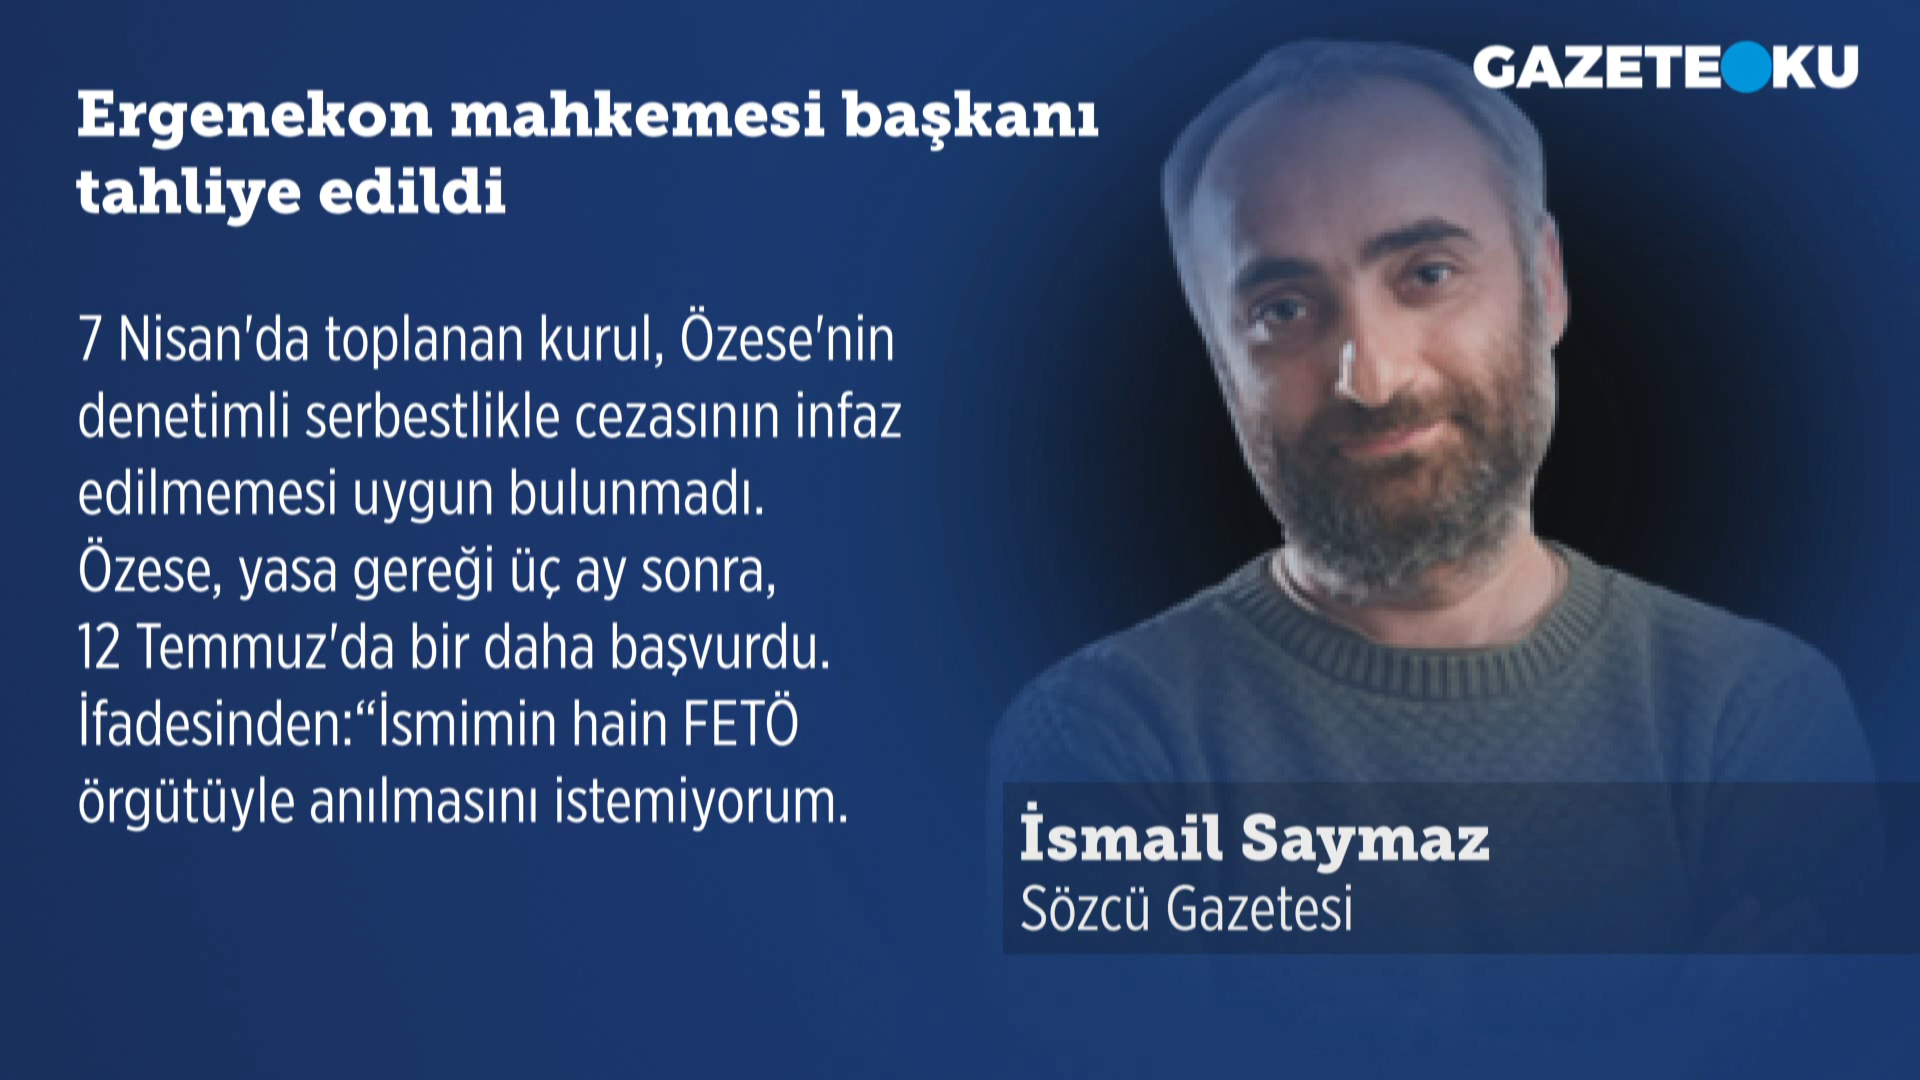 GAZETE OKU
Ergenekon mahkemesi başkanı
tahliye edildi
7 Nisan'da toplanan kurul, Özese'nin
denetimli serbestlikle cezasının infaz
edilmemesi uygun bulunmadı.
Özese, yasa gereği üç ay sonra,
12 Temmuz'da bir daha başvurdu.
İfadesinden:“İsmimin hain FETÖ
örgütüyle anılmasını istemiyorum.
İsmail Saymaz
Sözcü Gazetesi